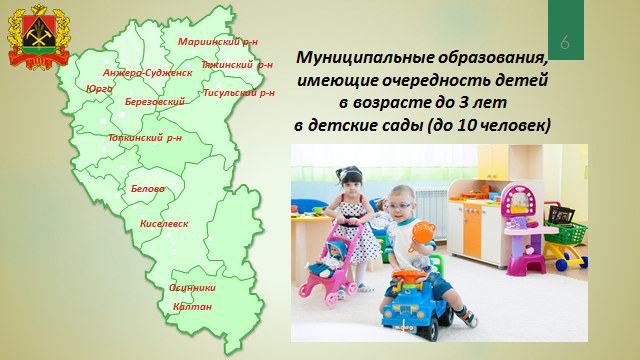 6
Муниципальные образования,
имеющие очередность детей
в возрасте до 3 лет
в детские сады (до 10 человек)
Мариинский р-н
Тяжинский р-н
Анжеро-Судженск
Юрга
Тисульский р-н
Березовский
Топкинский р-н
Белово
Киселевск
Осинники
Калтан